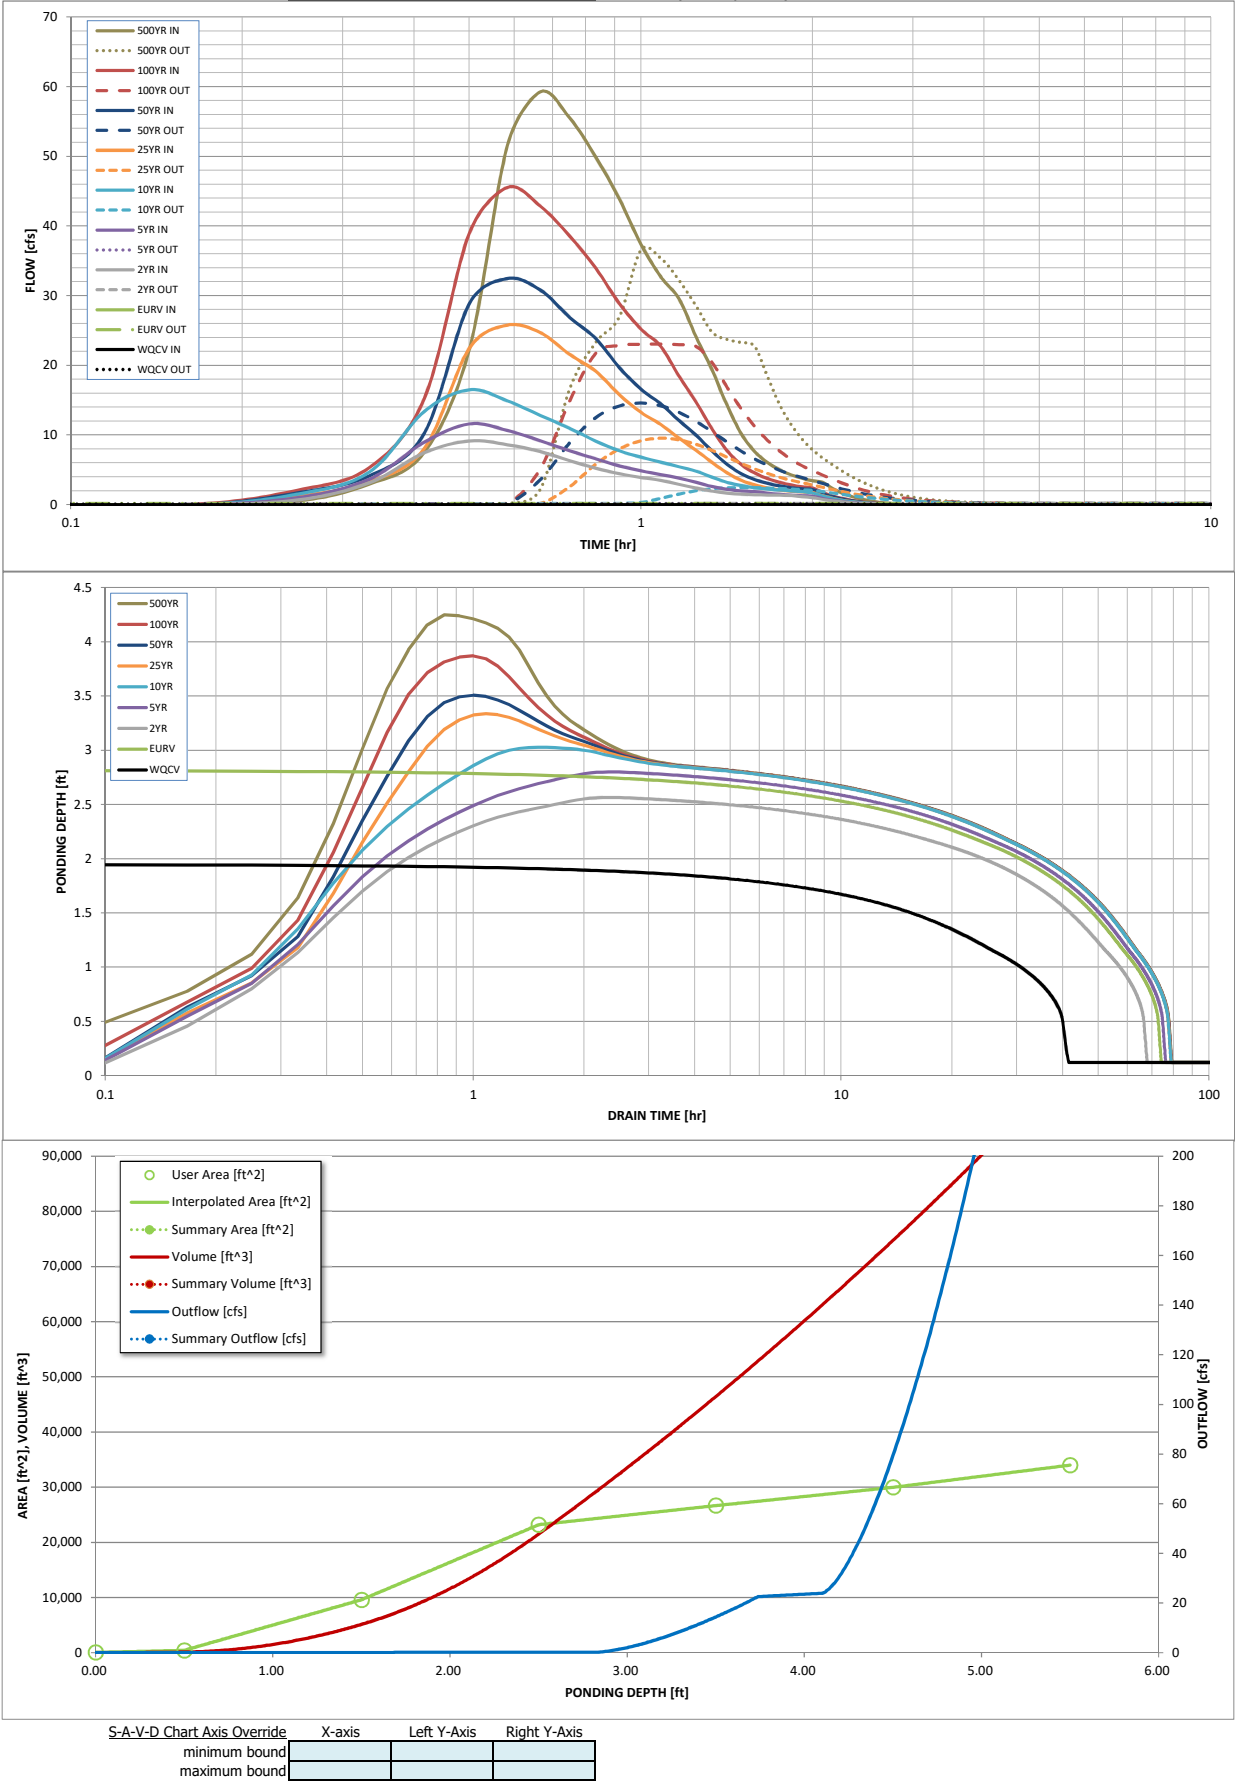 70
60
50
40
30
20
10
0
FLOW [cfs]
500YR IN
500YR OUT
100YR IN
100YR OUT
50YR IN
50YR OUT
25YR IN
25YR OUT
10YR IN
10YR OUT
5YR IN
5YR OUT
2YR IN
2YR OUT
EURV IN
EURV OUT
WQCV IN
WQCV OUT
0.1
1
10
TIME [hr]
4.5
4
3.5
3
2.5
2
1.5
1
0.5
0
PONDING DEPTH [ft]
500YR
100YR
50YR
25YR
10YR
5YR
2YR
EURV
WQCV
0.1
1
10
100
DRAIN TIME [hr]
90,000
80,000
70,000
60,000
50,000
40,000
30,000
20,000
10,000
0
AREA [ft^2], VOLUME [ft^3]
User Area [ft^2]
Interpolated Area [ft^2]
Summary Area [ft^2]
Volume [ft^3]
Summary Volume [ft^3]
Outflow [cfs]
Summary Outflow [cfs]
200
180
160
140
120
100
80
60
40
20
0
OUTFLOW [cfs]
0.00
1.00
2.00
3.00
4.00
5.00
6.00
PONDING DEPTH [ft]
S-A-V-D Chart Axis Override X-axis Left Y-Axis Right Y-Axis
minimum bound
maximum bound